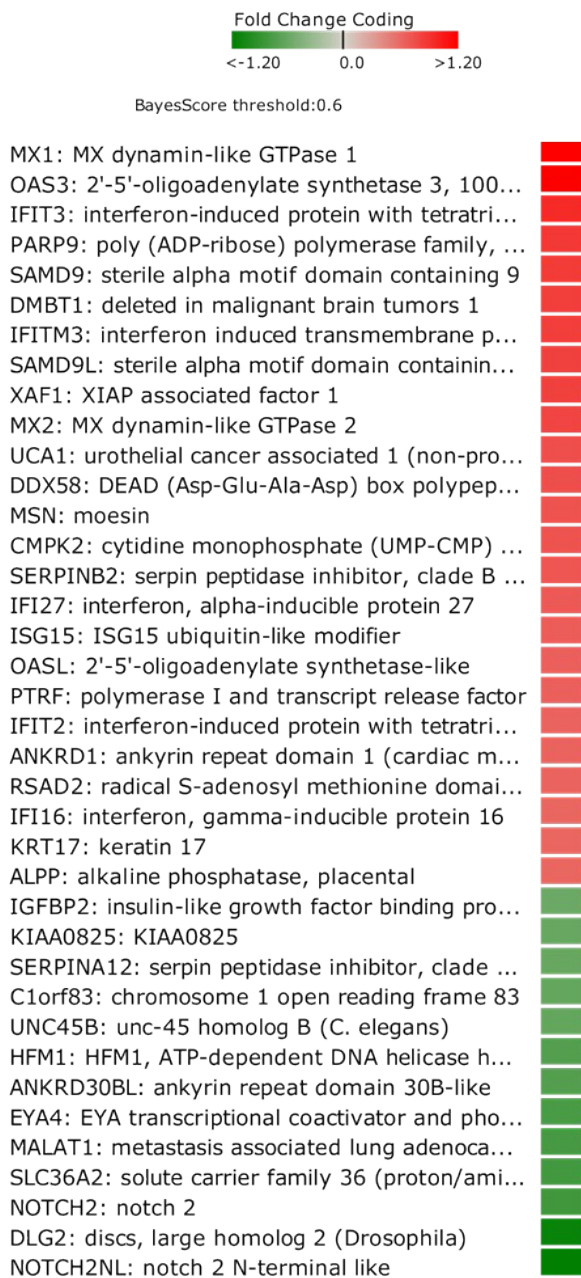 Fold Change Coding
<-1.20 0.0 >1.20
BayesScore threshold:0.6
MX1: MX dynamin-like GTPase 1
OAS3: 2'-5'-oligoadenylate synthetase 3, 100...
IFIT3: interferon-induced protein with tetratri...
PARP9: poly (ADP-ribose) polymerase family, ...
SAMD9: sterile alpha motif domain containing 9
DMBT1: deleted in malignant brain tumors 1
IFITM3: interferon induced transmembrane p...
SAMD9L: sterile alpha motif domain containin...
XAF1: XIAP associated factor 1
MX2: MX dynamin-like GTPase 2
UCA1: urothelial cancer associated 1 (non-pro...
DDX58: DEAD (Asp-Glu-Ala-Asp) box polypep...
MSN: moesin
CMPK2: cytidine monophosphate (UMP-CMP) ...
SERPINB2: serpin peptidase inhibitor, clade B ...
IFI27: interferon, alpha-inducible protein 27
ISG15: ISG15 ubiquitin-like modifier
OASL: 2'-5'-oligoadenylate synthetase-like
PTRF: polymerase I and transcript release factor
IFIT2: interferon-induced protein with tetratri...
ANKRD1: ankyrin repeat domain 1 (cardiac m...
RSAD2: radical S-adenosyl methionine domai...
IFI16: interferon, gamma-inducible protein 16
KRT17: keratin 17
ALPP: alkaline phosphatase, placental
IGFBP2: insulin-like growth factor binding pro...
KIAA0825: KIAA0825
SERPINA12: serpin peptidase inhibitor, clade ...
C1orf83: chromosome 1 open reading frame 83
UNC45B: unc-45 homolog B (C. elegans)
HFM1: HFM1, ATP-dependent DNA helicase h...
ANKRD30BL: ankyrin repeat domain 30B-like
EYA4: EYA transcriptional coactivator and pho...
MALAT1: metastasis associated lung adenoca...
SLC36A2: solute carrier family 36 (proton/ami...
NOTCH2: notch 2
DLG2: discs, large homolog 2 (Drosophila)
NOTCH2NL: notch 2 N-terminal like